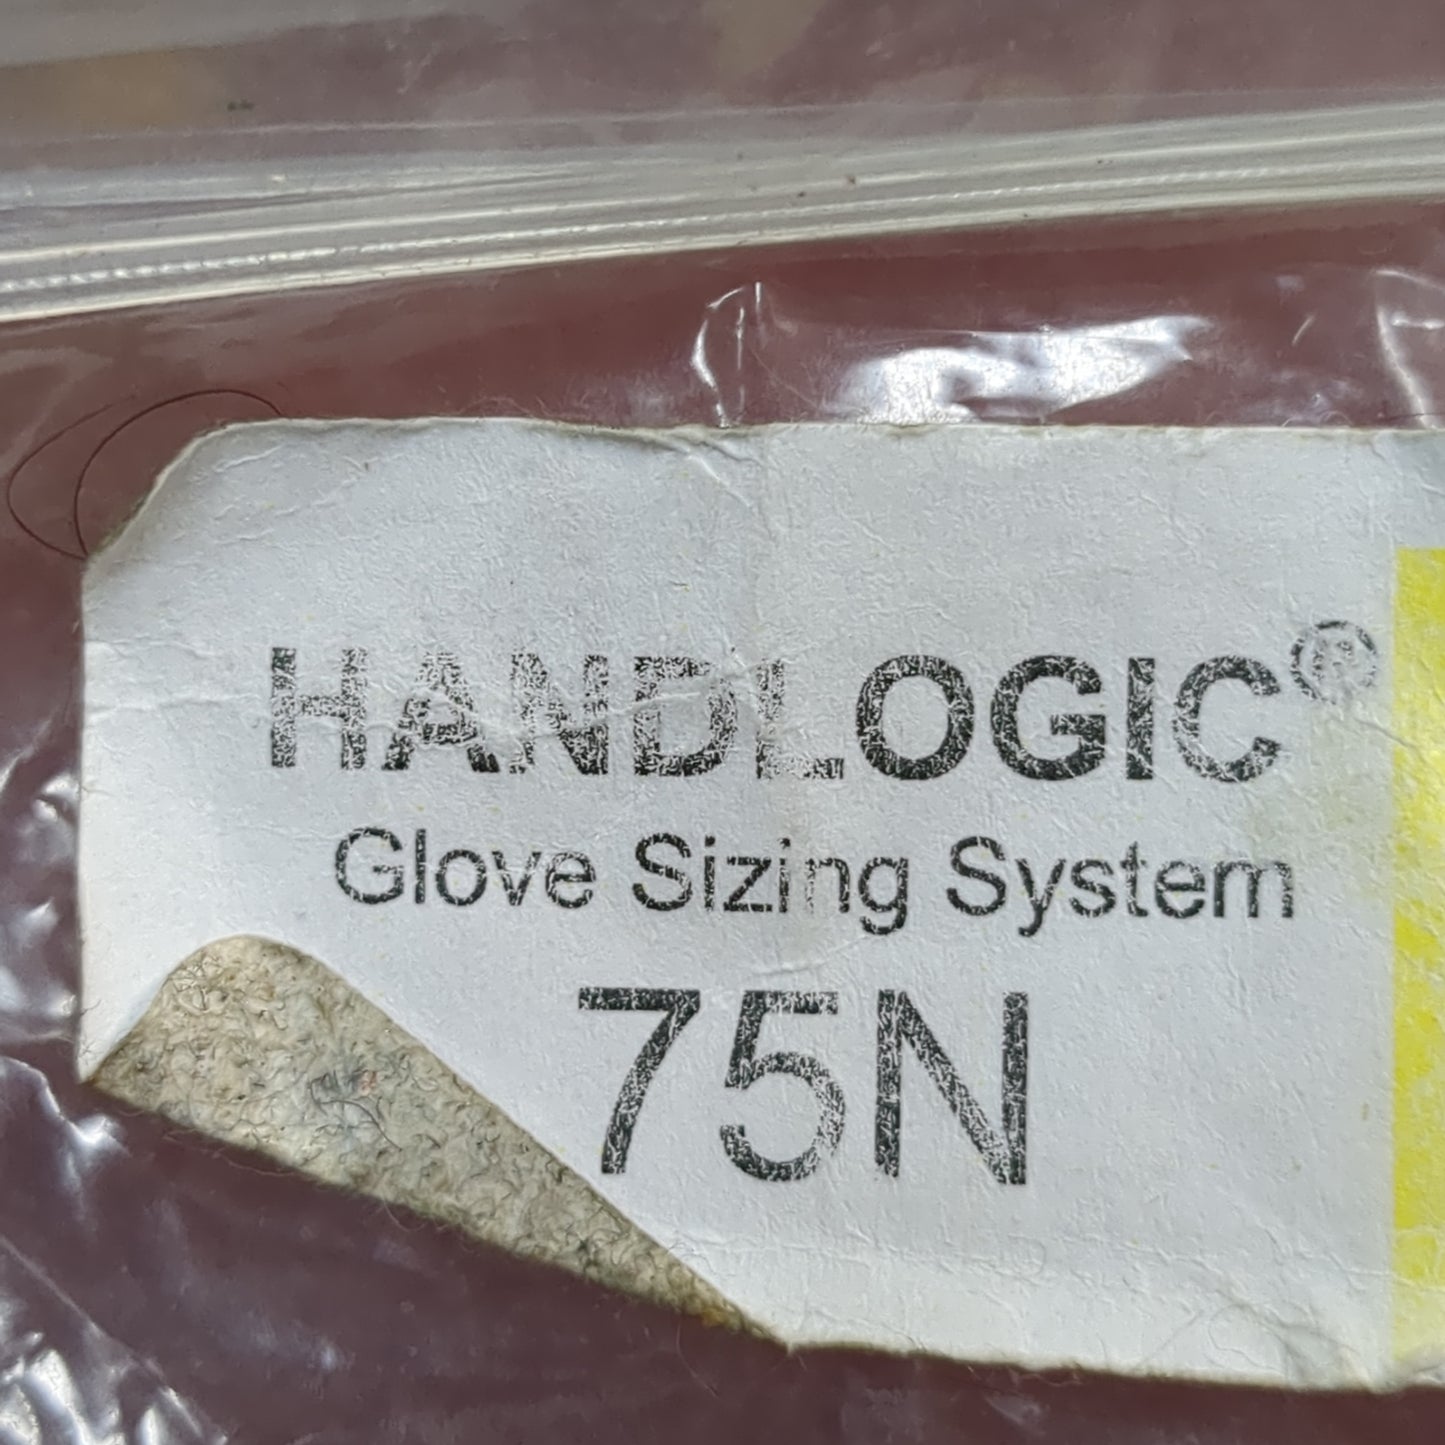 HANDLOGIC®
Glove Sizing System
75N